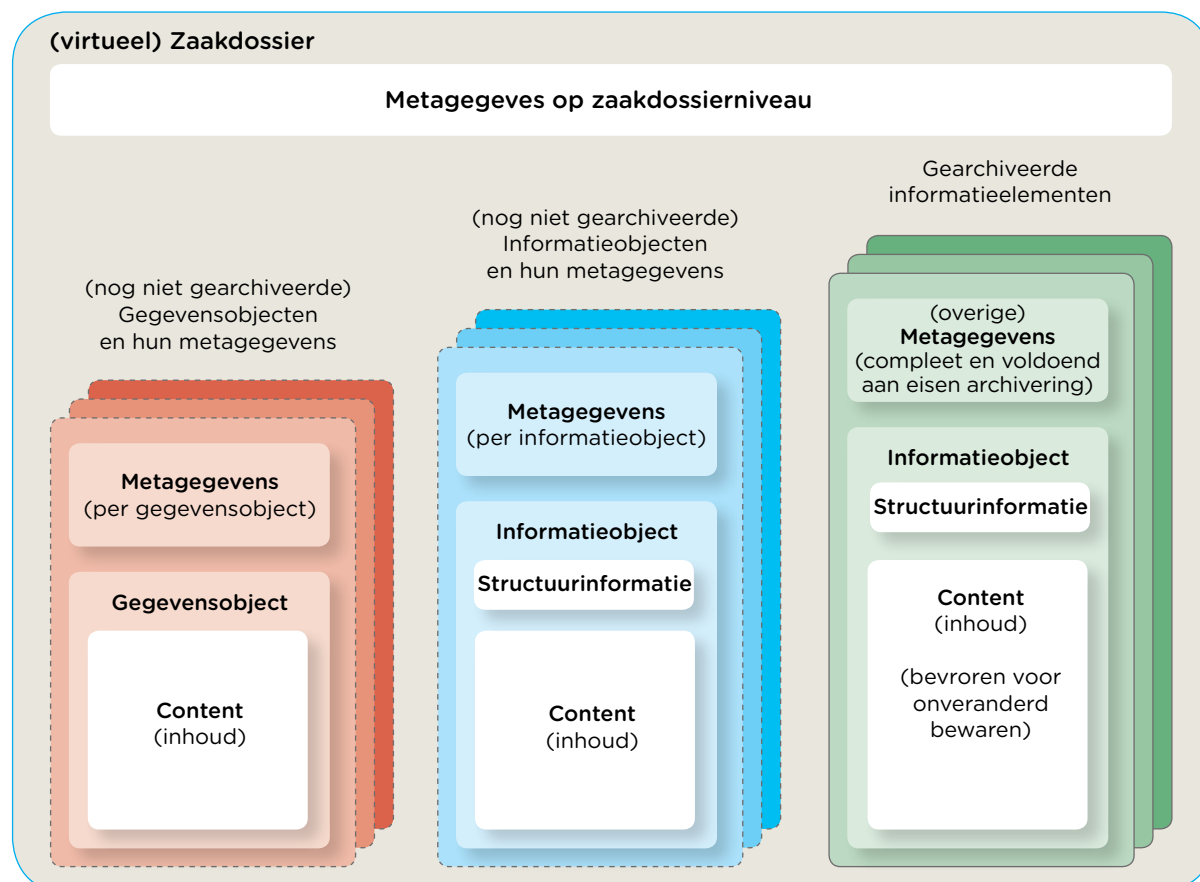 (virtueel) Zaakdossier
Metagegeves op zaakdossierniveau
(nog niet gearchiveerde)
Gegevensobjecten
en hun metagegevens
Metagegevens
(per gegevensobject)
Gegevensobject
Content
(inhoud)
(nog niet gearchiveerde)
Informatieobjecten
en hun metagegevens
Metagegevens
(per informatieobject)
Informatieobject
Structuurinformatie
Content
(inhoud)
Gearchiveerde
informatieelementen
(overige)
Metagegevens
(compleet en voldoend
aan eisen archivering)
Informatieobject
Structuurinformatie
Content
(inhoud)
(bevroren voor
onveranderd
bewaren)